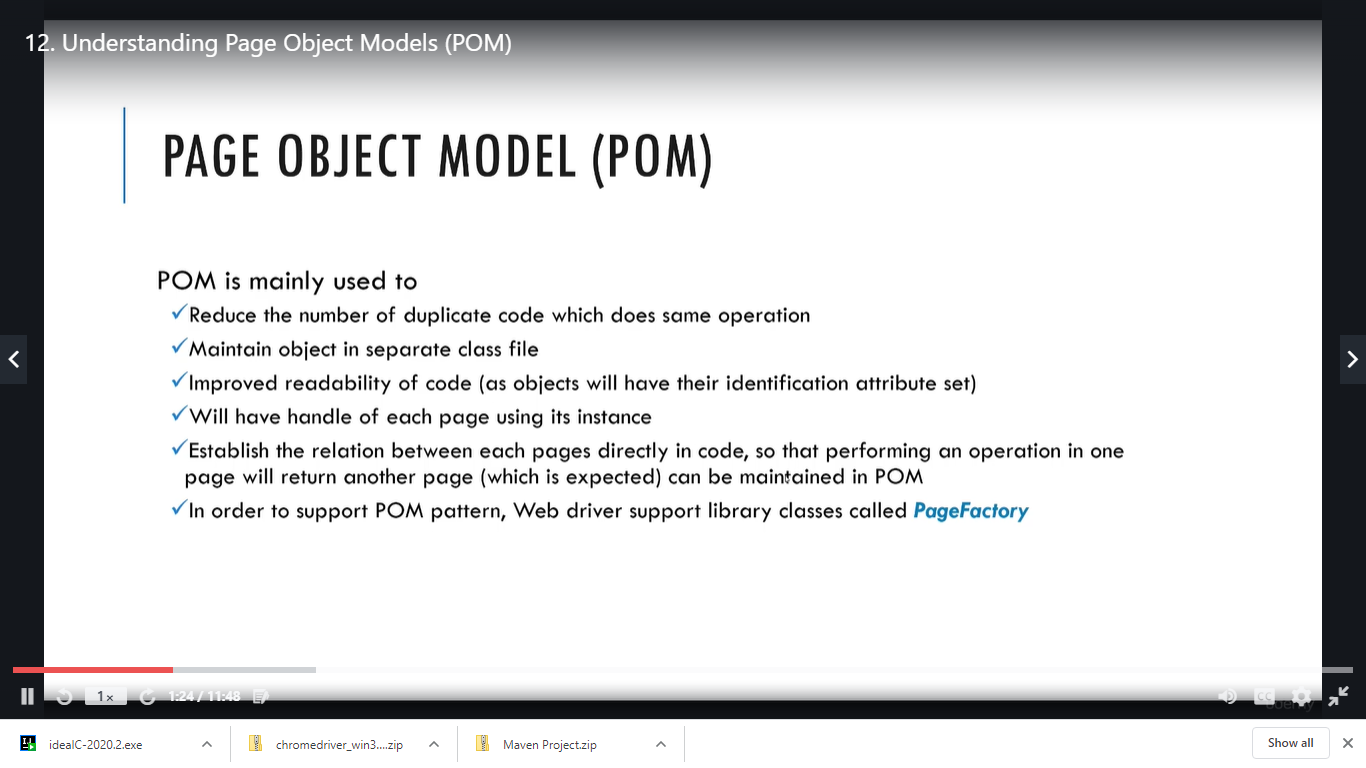 12. Understanding Page Object Models (POM)
PAGE OBJECT MODEL (POM)
POM is mainly used to
✓Reduce the number of duplicate code which does same operation
✓Maintain object in separate class file
✓Improved readability of code (as objects will have their identification attribute set)
✓Will have handle of each page using its instance
✓Establish the relation between each pages directly in code, so that performing an operation in one
page will return another page (which is expected) can be maintained in POM
✓In order to support POM pattern, Web driver support library classes called PageFactory
1x 1:24 / 11:48 CC
ideaIC-2020.2.exe chromedriver_win3....zip Maven Project.zip Show all